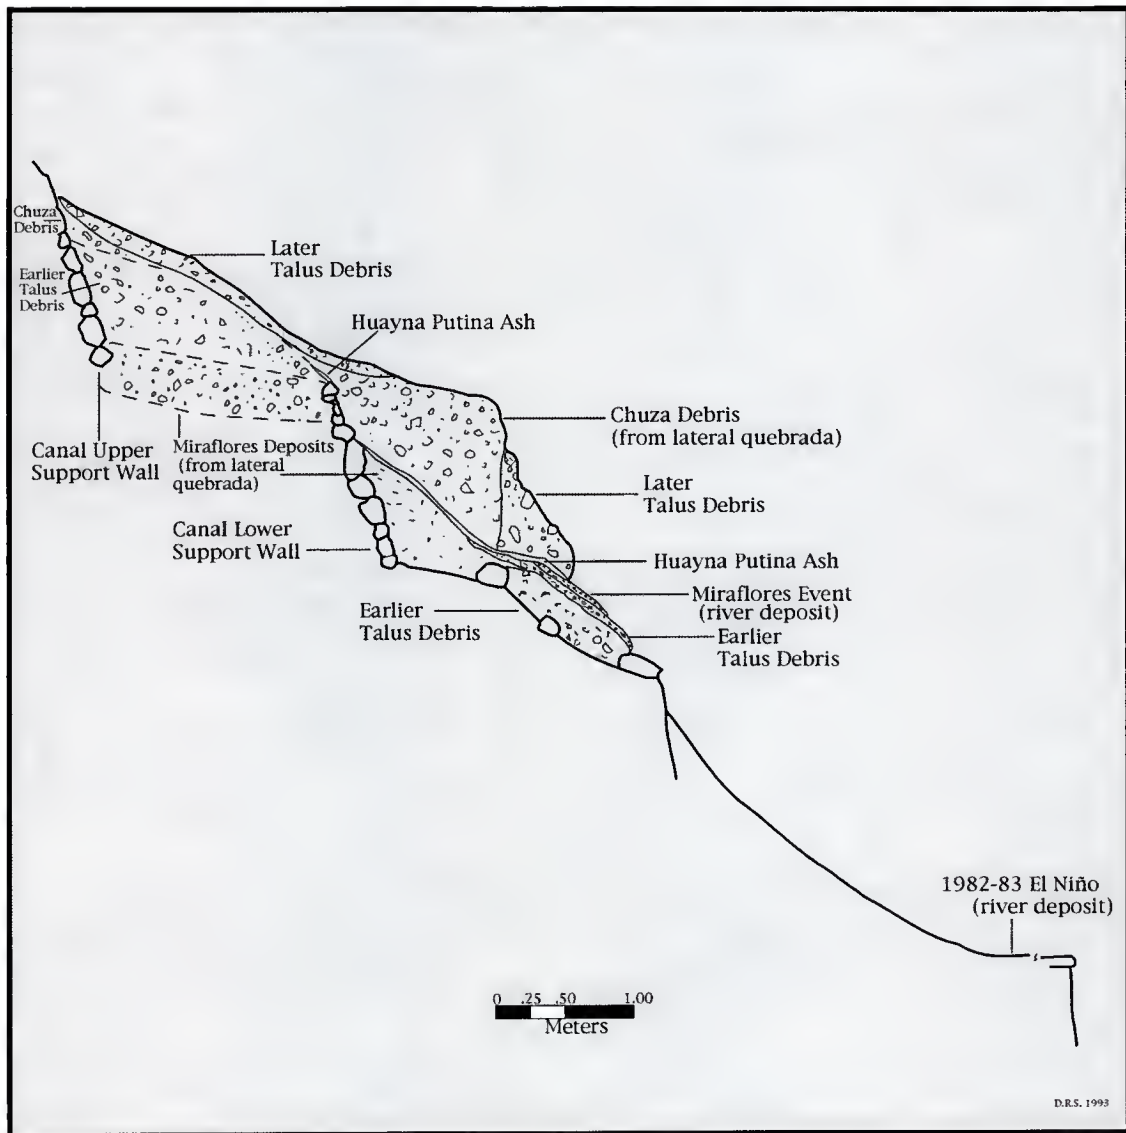 Chuza
Debris
Later
Talus Debris
Earlier
Talus
Debris
Huayna Putina Ash
Chuza Debris
(from lateral quebrada)
Canal Upper
Support Wall
Miraflores Deposits
(from lateral
quebrada)
Later
Talus Debris
Canal Lower
Support Wall
Huayna Putina Ash
Miraflores Event
(river deposit)
Earlier
Talus Debris
Earlier
Talus Debris
1982-83 El Niño
(river deposit)
0 .25 .50 1.00
Meters
D.R.S. 1993